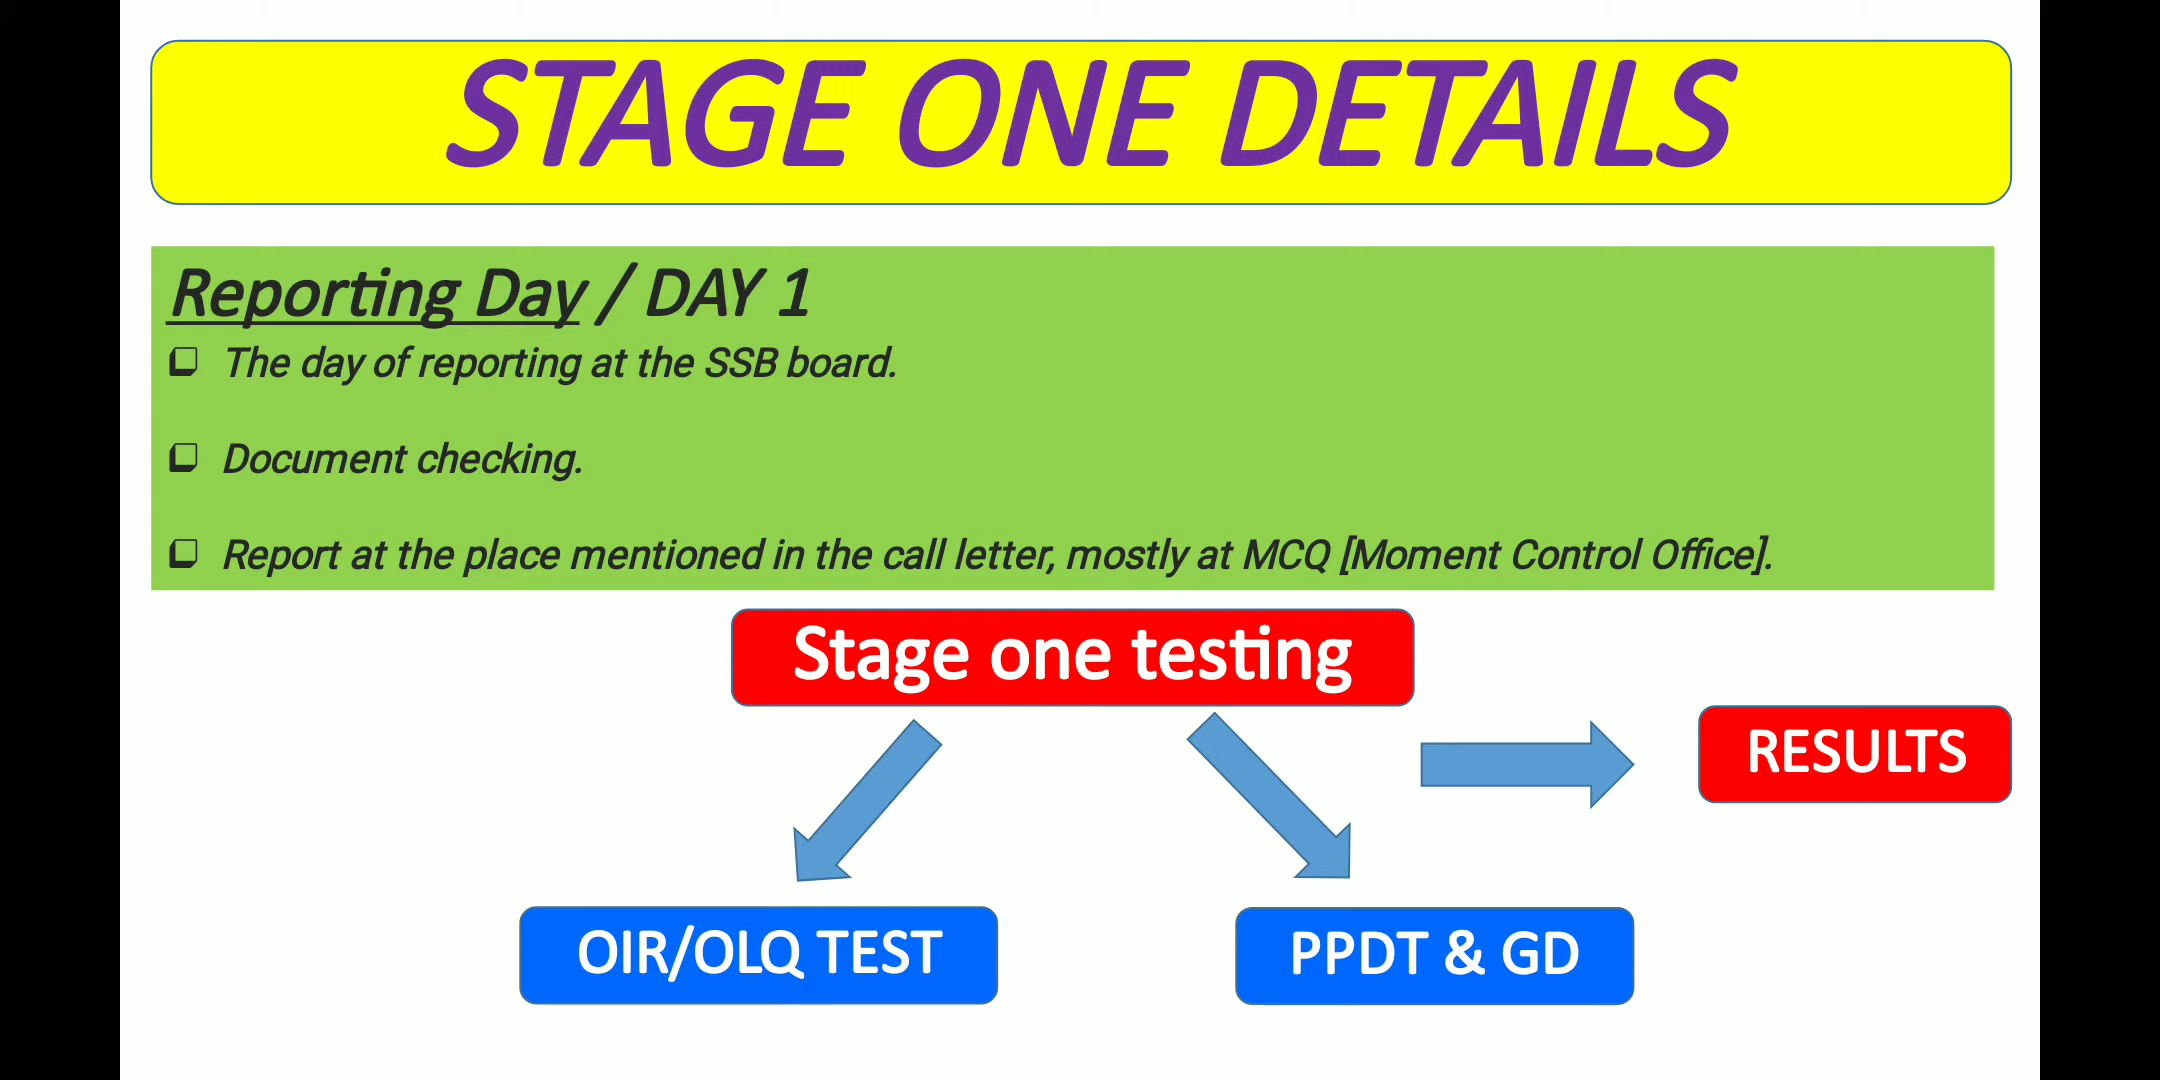 STAGE ONE DETAILS
Reporting Day / DAY 1
The day of reporting at the SSB board.
Document checking.
Report at the place mentioned in the call letter, mostly at MCQ [Moment Control Office].
Stage one testing
RESULTS
OIR/OLQ TEST
PPDT & GD